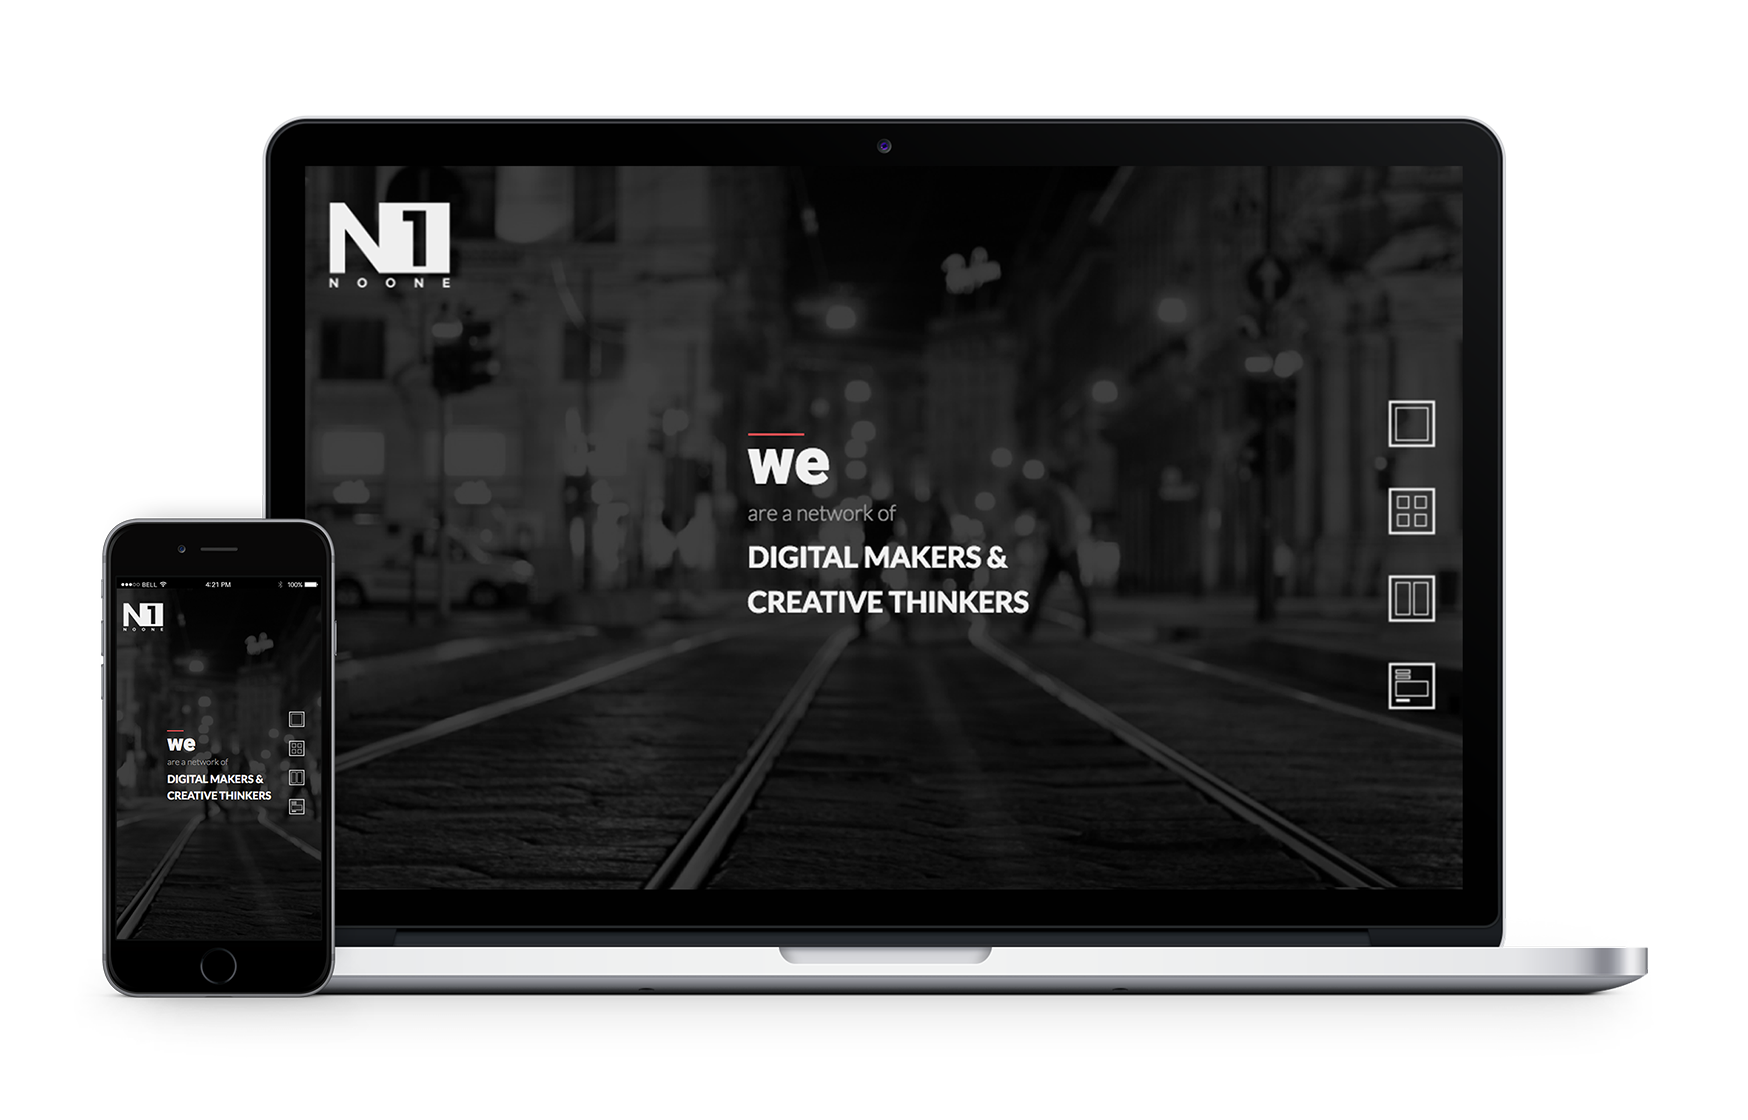 N1
NOONE
we
are a network of
DIGITAL MAKERS &
CREATIVE THINKERS
BELL 4:21 PM 100%
N1
NOONE
we
are a network of
DIGITAL MAKERS &
CREATIVE THINKERS